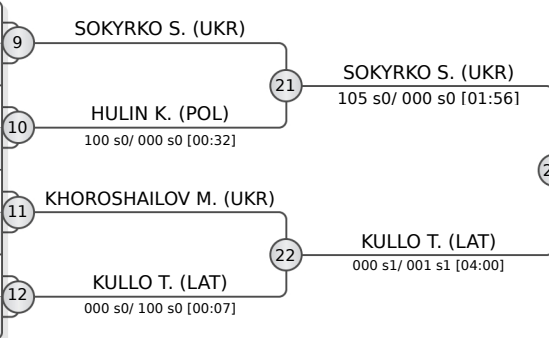 SOKYRKO S. (UKR)
9
21
SOKYRKO S. (UKR)
105 s0/ 000 s0 [01:56]
HULIN K. (POL)
10
100 s0/ 000 s0 [00:32]
KHOROSHAILOV M. (UKR)
11
22
KULLO T. (LAT)
000 s1/ 001 s1 [04:00]
KULLO T. (LAT)
12
000 s0/ 100 s0 [00:07]